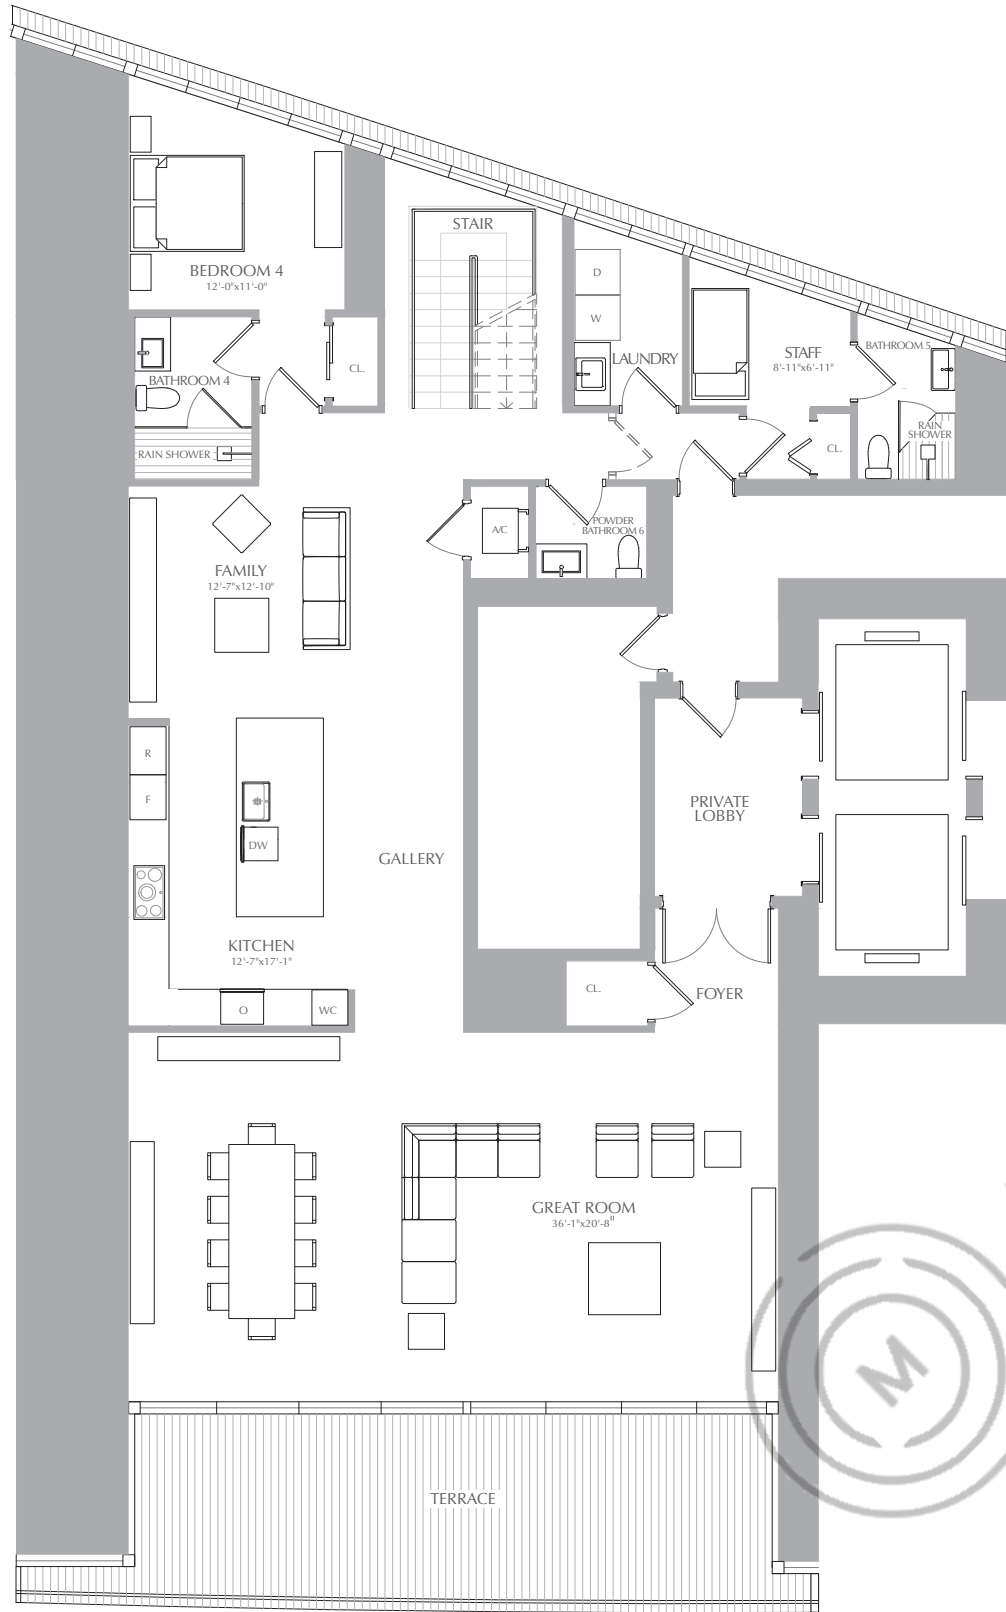 STAIR
BEDROOM 4
12'-0"x11'-0"
D
W
LAUNDRY
STAFF
8'-11"x6'-11"
BATHROOM 5
CL.
BATHROOM 4
RAIN SHOWER
RAIN
SHOWER
CL.
A/C
POWDER
BATHROOM 6
FAMILY
12'-7"x12'-10"
R
F
DW
PRIVATE
LOBBY
GALLERY
KITCHEN
12'-7"x17'-1"
O
WC
CL.
FOYER
GREAT ROOM
36'-1"x20'-8"
M
TERRACE